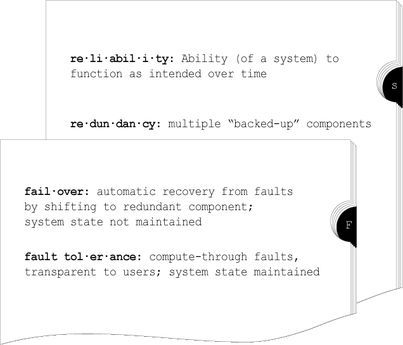 re·li·abil·i·ty: Ability (of a system) to
function as intended over time
S
re·dun·dan·cy: multiple “backed-up” components
fail·over: automatic recovery from faults
by shifting to redundant component;
system state not maintained
F
fault tol·er·ance: compute-through faults,
transparent to users; system state maintained